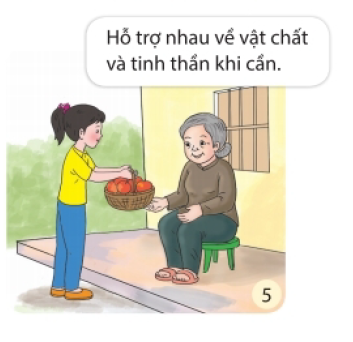 Hỗ trợ nhau về vật chất
và tinh thần khi cần.
5